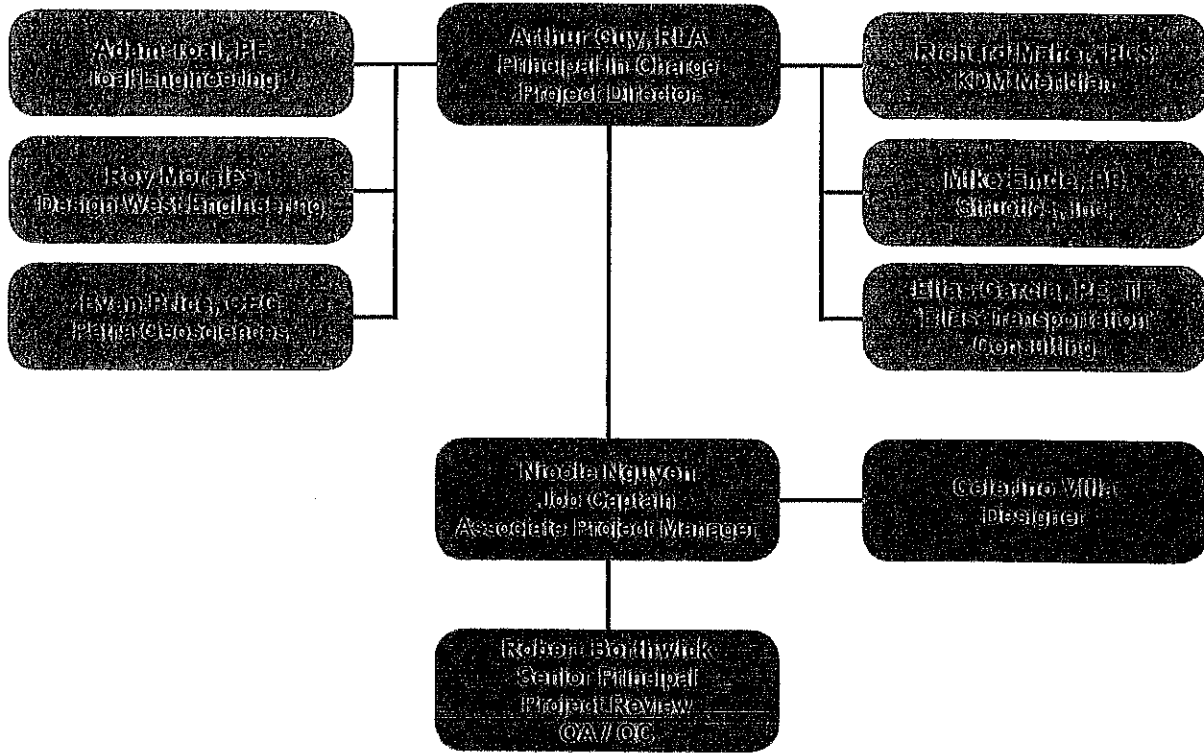 Adam Toal, PE
Toal Engineering
Roy Morales
Design West Engineering
Ryan Price, CEG
Petra Geosciences
Arthur Guy, RLA
Principal in Charge
Project Director
Richard Maher, PLS
KDM Meridian
Mike Emde, PE
Structics, Inc.
Elias Garcia, PE, TE
Elias Transportation
Consulting
Nicole Nguyen
Job Captain
Associate Project Manager
Celerino Villa
Designer
Robert Borthwick
Senior Principal
Project Review
QA / QC